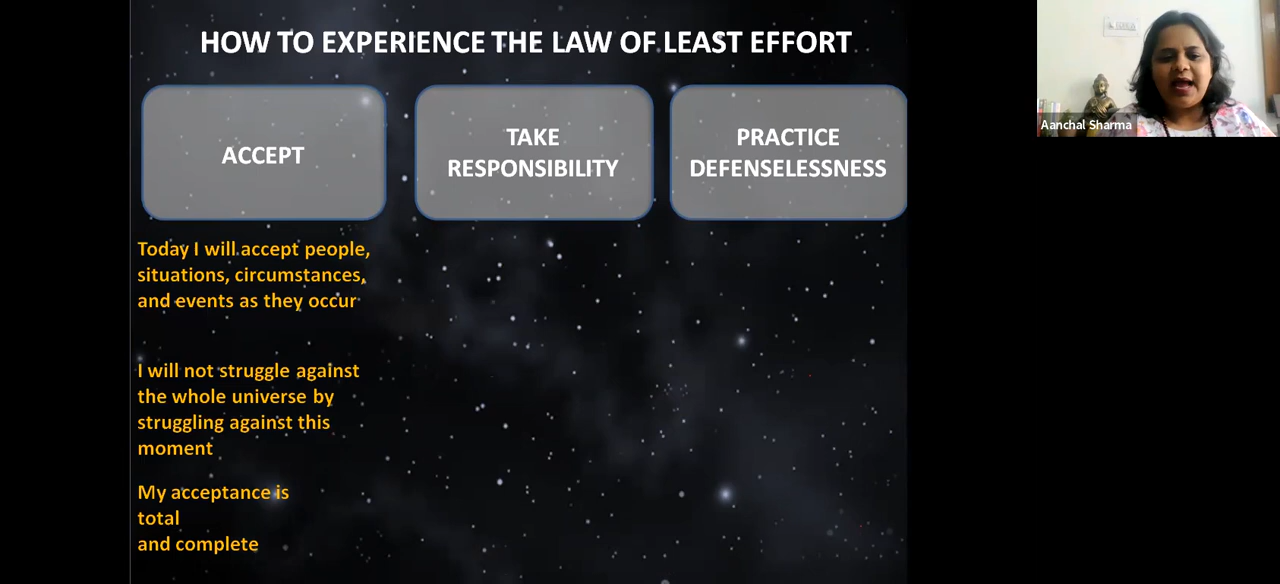 HOW TO EXPERIENCE THE LAW OF LEAST EFFORT
ACCEPT
TAKE
RESPONSIBILITY
PRACTICE
DEFENSELESSNESS
Today I will accept people,
situations, circumstances,
and events as they occur
I will not struggle against
the whole universe by
struggling against this
moment
My acceptance is
total
and complete
Aanchal Sharma